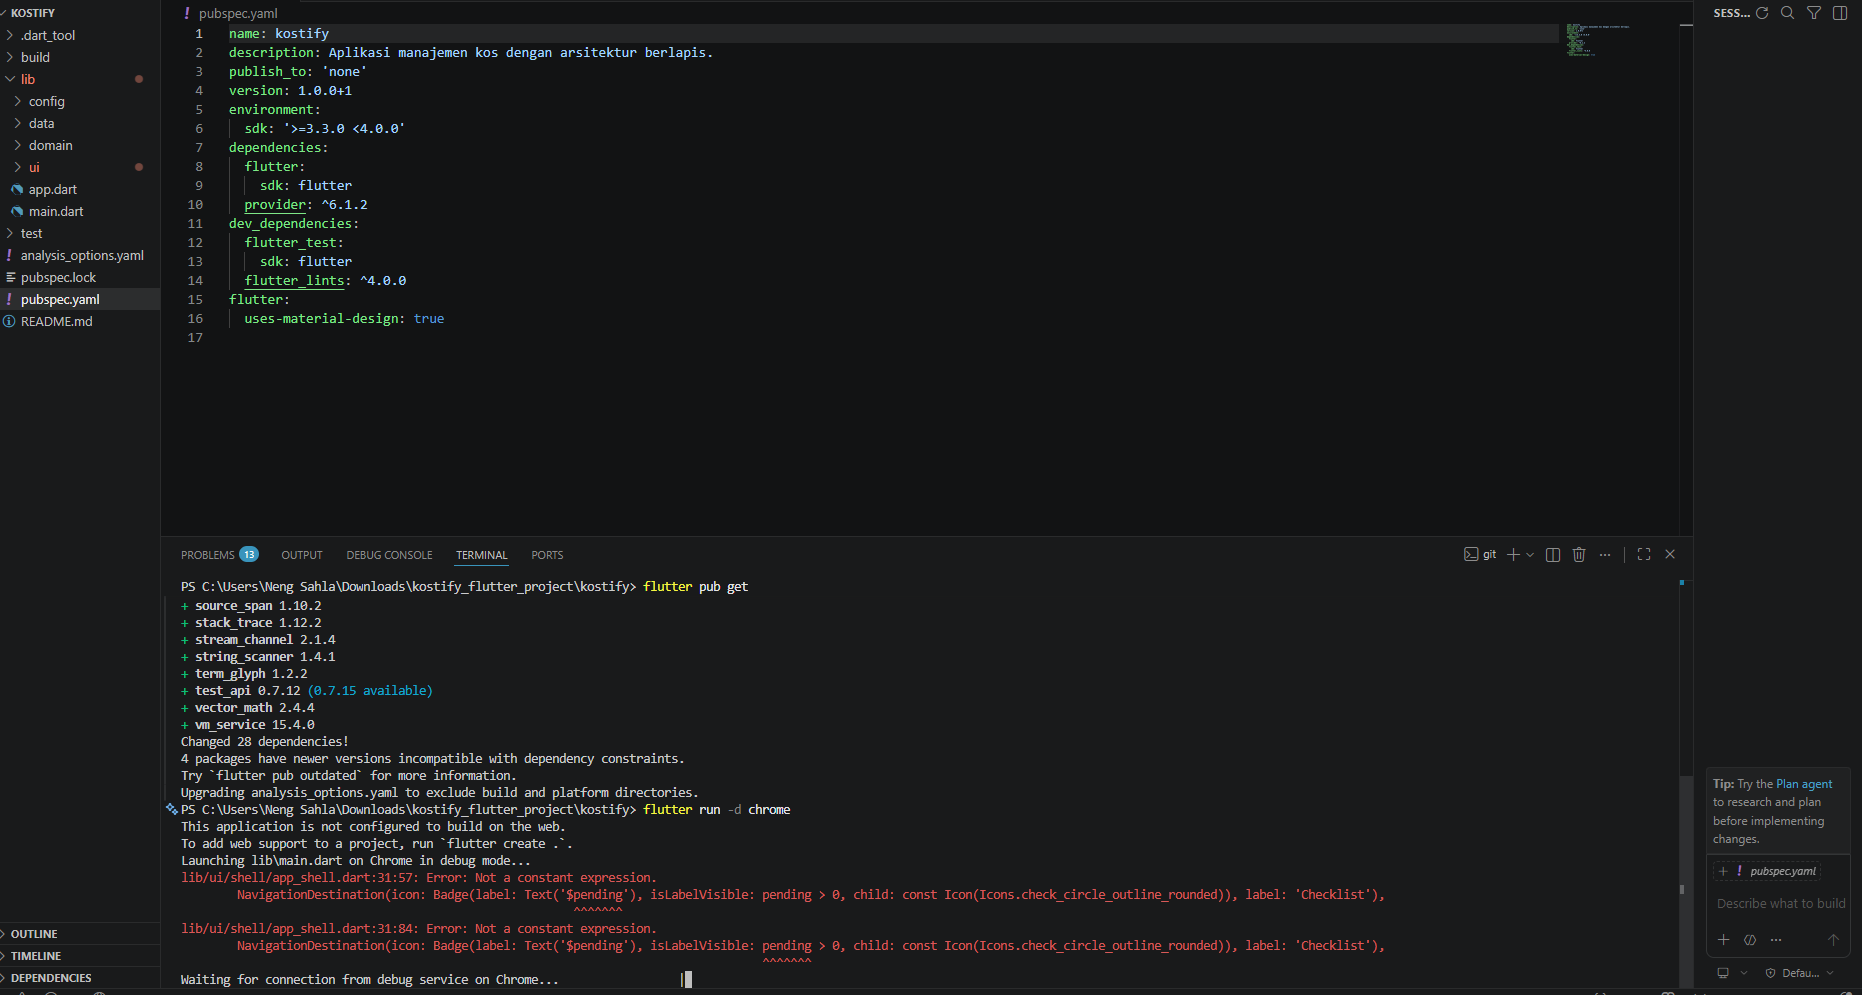 KOSTIFY
.dart_tool
build
lib
config
data
domain
ui
app.dart
main.dart
test
analysis_options.yaml
pubspec.lock
pubspec.yaml
README.md
OUTLINE
TIMELINE
DEPENDENCIES
pubspec.yaml
1 name: kostify
2 description: Aplikasi manajemen kos dengan arsitektur berlapis.
3 publish_to: 'none'
4 version: 1.0.0+1
5 environment:
6 sdk: '>=3.3.0 <4.0.0'
7 dependencies:
8 flutter:
9 sdk: flutter
10 provider: ^6.1.2
11 dev_dependencies:
12 flutter_test:
13 sdk: flutter
14 flutter_lints: ^4.0.0
15 flutter:
16 uses-material-design: true
17
PROBLEMS 13 OUTPUT DEBUG CONSOLE TERMINAL PORTS git
PS C:\Users\Neng Sahla\Downloads\kostify_flutter_project\kostify> flutter pub get
+ source_span 1.10.2
+ stack_trace 1.12.2
+ stream_channel 2.1.4
+ string_scanner 1.4.1
+ term_glyph 1.2.2
+ test_api 0.7.12 (0.7.15 available)
+ vector_math 2.4.4
+ vm_service 15.4.0
Changed 28 dependencies!
4 packages have newer versions incompatible with dependency constraints.
Try `flutter pub outdated` for more information.
Upgrading analysis_options.yaml to exclude build and platform directories.
PS C:\Users\Neng Sahla\Downloads\kostify_flutter_project\kostify> flutter run -d chrome
This application is not configured to build on the web.
To add web support to a project, run `flutter create .`.
Launching lib\main.dart on Chrome in debug mode...
lib/ui/shell/app_shell.dart:31:57: Error: Not a constant expression.
NavigationDestination(icon: Badge(label: Text('$pending'), isLabelVisible: pending > 0, child: const Icon(Icons.check_circle_outline_rounded)), label: 'Checklist'),
^^^^^^^
lib/ui/shell/app_shell.dart:31:84: Error: Not a constant expression.
NavigationDestination(icon: Badge(label: Text('$pending'), isLabelVisible: pending > 0, child: const Icon(Icons.check_circle_outline_rounded)), label: 'Checklist'),
^^^^^^^
Waiting for connection from debug service on Chrome...
SESS...
Tip: Try the Plan agent
to research and plan
before implementing
changes.
pubspec.yaml
Describe what to build
Defau...